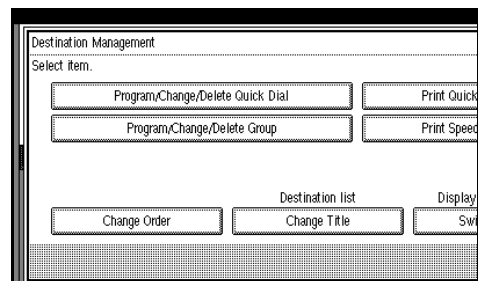 Destination Management
Select item.
Program/Change/Delete Quick Dial Print Quick
Program/Change/Delete Group Print Speed
Destination list Display
Change Order Change Title Swi